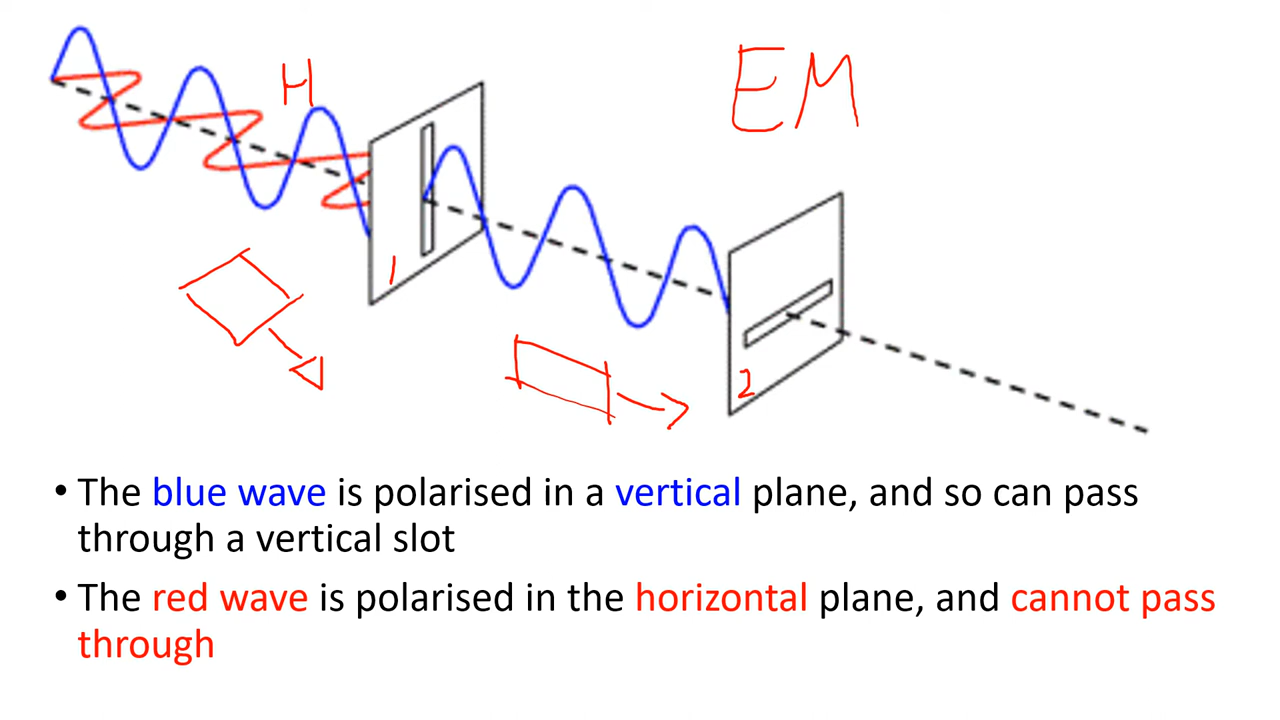 H
EM
1
2
• The blue wave is polarised in a vertical plane, and so can pass
through a vertical slot
• The red wave is polarised in the horizontal plane, and cannot pass
through